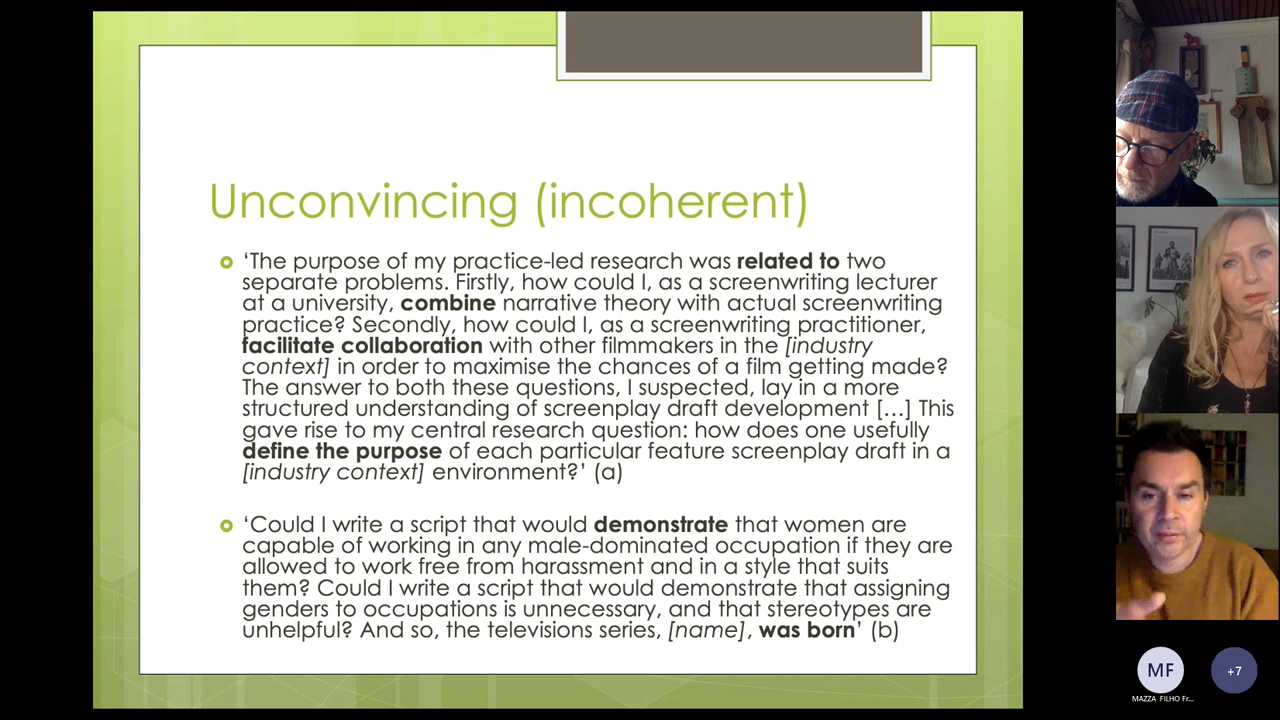 Unconvincing (incoherent)
‘The purpose of my practice-led research was related to two
separate problems. Firstly, how could I, as a screenwriting lecturer
at a university, combine narrative theory with actual screenwriting
practice? Secondly, how could I, as a screenwriting practitioner,
facilitate collaboration with other filmmakers in the [industry
context] in order to maximise the chances of a film getting made?
The answer to both these questions, I suspected, lay in a more
structured understanding of screenplay draft development […] This
gave rise to my central research question: how does one usefully
define the purpose of each particular feature screenplay draft in a
[industry context] environment?’ (a)
‘Could I write a script that would demonstrate that women are
capable of working in any male-dominated occupation if they are
allowed to work free from harassment and in a style that suits
them? Could I write a script that would demonstrate that assigning
genders to occupations is unnecessary, and that stereotypes are
unhelpful? And so, the televisions series, [name], was born’ (b)
MF
+7
MAZZA FILHO Fr...